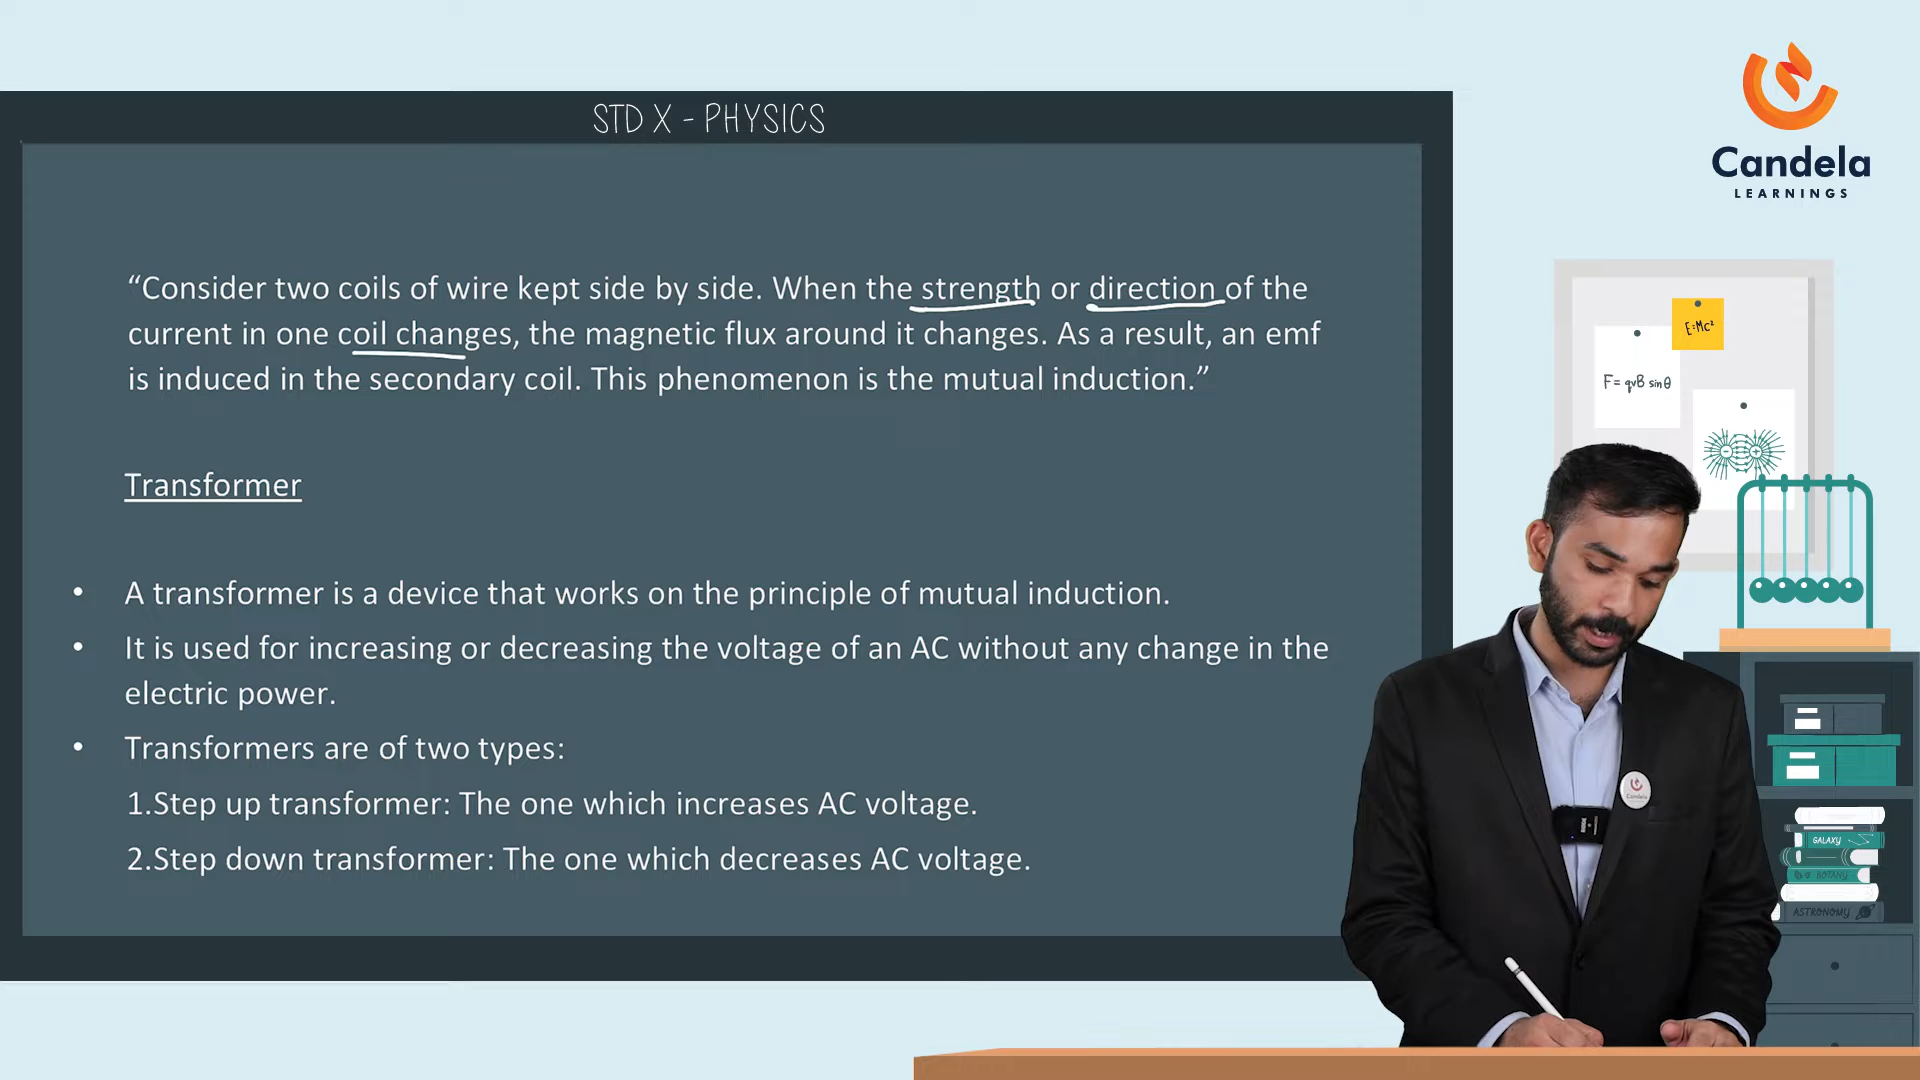 STD X - PHYSICS
Candela
LEARNINGS
“Consider two coils of wire kept side by side. When the strength or direction of the
current in one coil changes, the magnetic flux around it changes. As a result, an emf
is induced in the secondary coil. This phenomenon is the mutual induction.”
E=Mc²
F= qvB sinθ
Transformer
• A transformer is a device that works on the principle of mutual induction.
• It is used for increasing or decreasing the voltage of an AC without any change in the
electric power.
• Transformers are of two types:
1.Step up transformer: The one which increases AC voltage.
2.Step down transformer: The one which decreases AC voltage.
Candela
GALAXY
BOTANY
ASTRONOMY